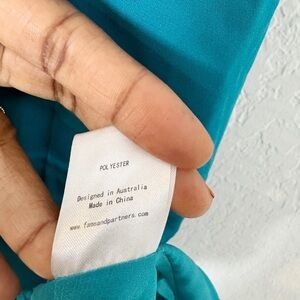 POLYESTER
Designed in Australia
Made in China
www.fameandpartners.com